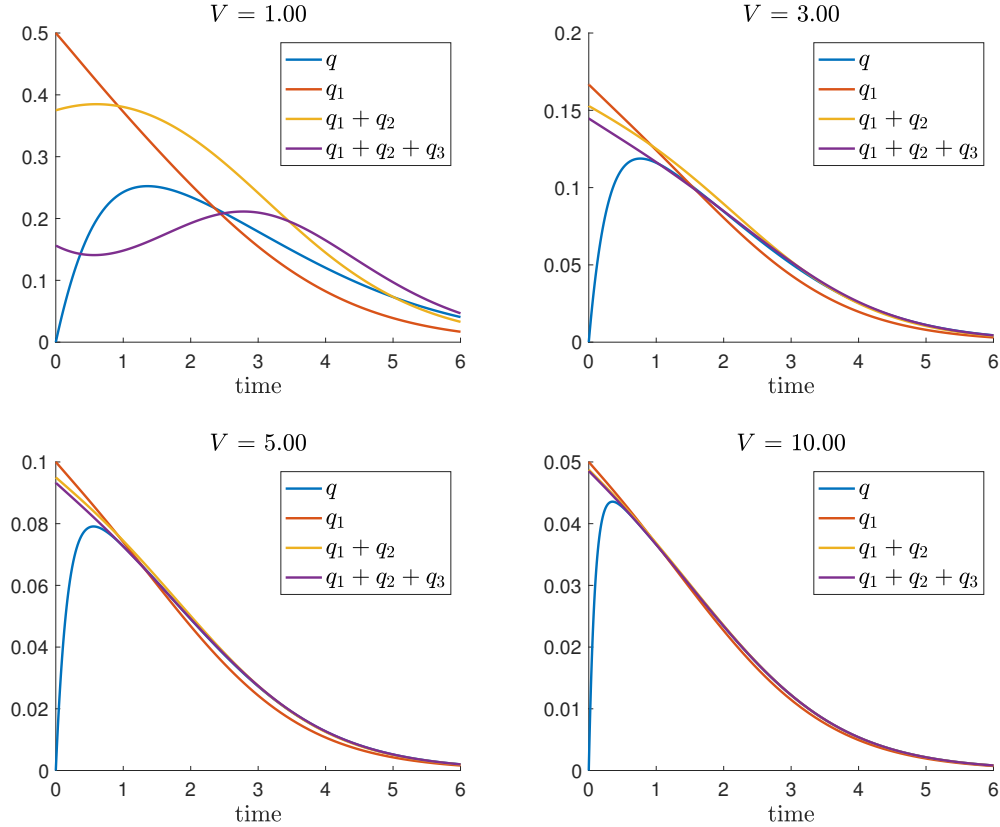 V = 1.00
0.5
0.4
0.3
0.2
0.1
0
0 1 2 3 4 5 6
time
q
q₁
q₁ + q₂
q₁ + q₂ + q₃
V = 3.00
0.2
0.15
0.1
0.05
0
0 1 2 3 4 5 6
time
q
q₁
q₁ + q₂
q₁ + q₂ + q₃
V = 5.00
0.1
0.08
0.06
0.04
0.02
0
0 1 2 3 4 5 6
time
q
q₁
q₁ + q₂
q₁ + q₂ + q₃
V = 10.00
0.05
0.04
0.03
0.02
0.01
0
0 1 2 3 4 5 6
time
q
q₁
q₁ + q₂
q₁ + q₂ + q₃